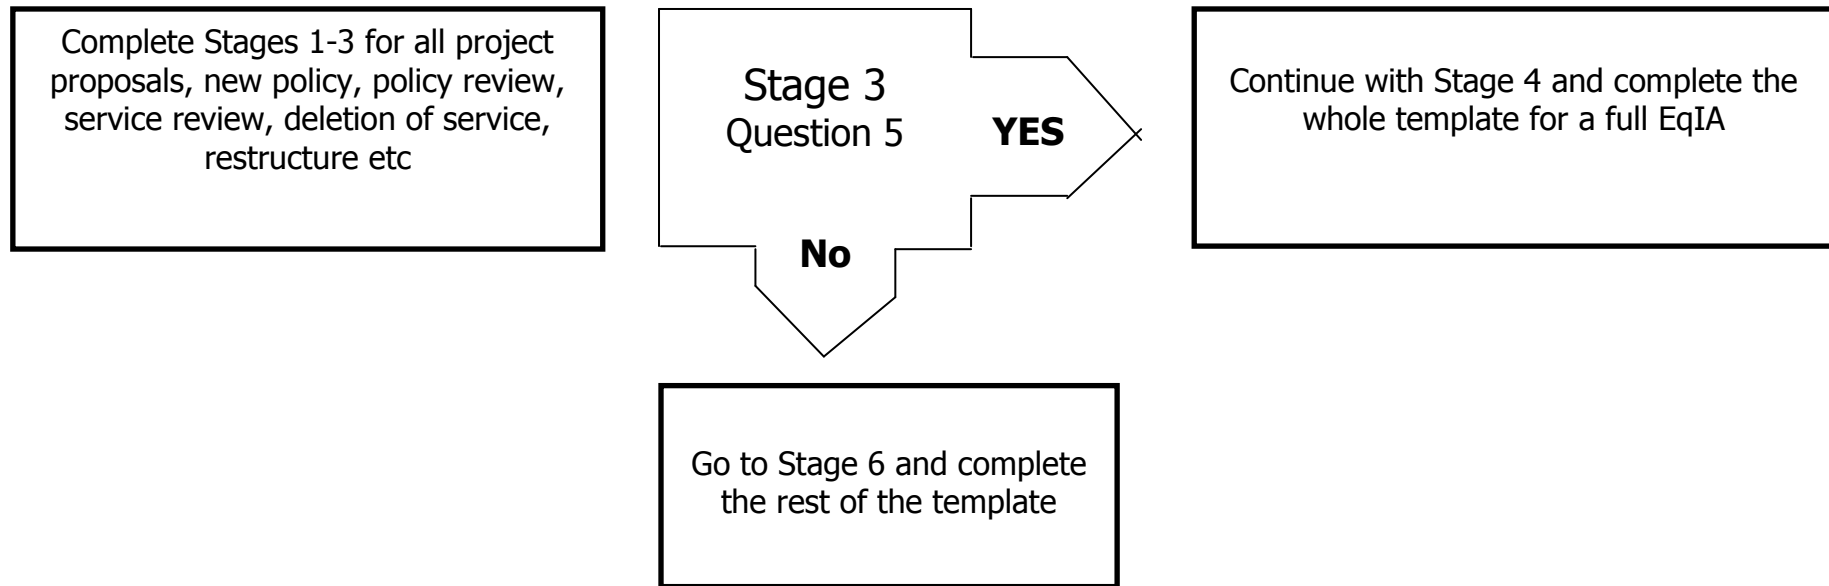 Complete Stages 1-3 for all project
proposals, new policy, policy review,
service review, deletion of service,
restructure etc
Stage 3
Question 5
YES
No
Continue with Stage 4 and complete the
whole template for a full EqIA
Go to Stage 6 and complete
the rest of the template